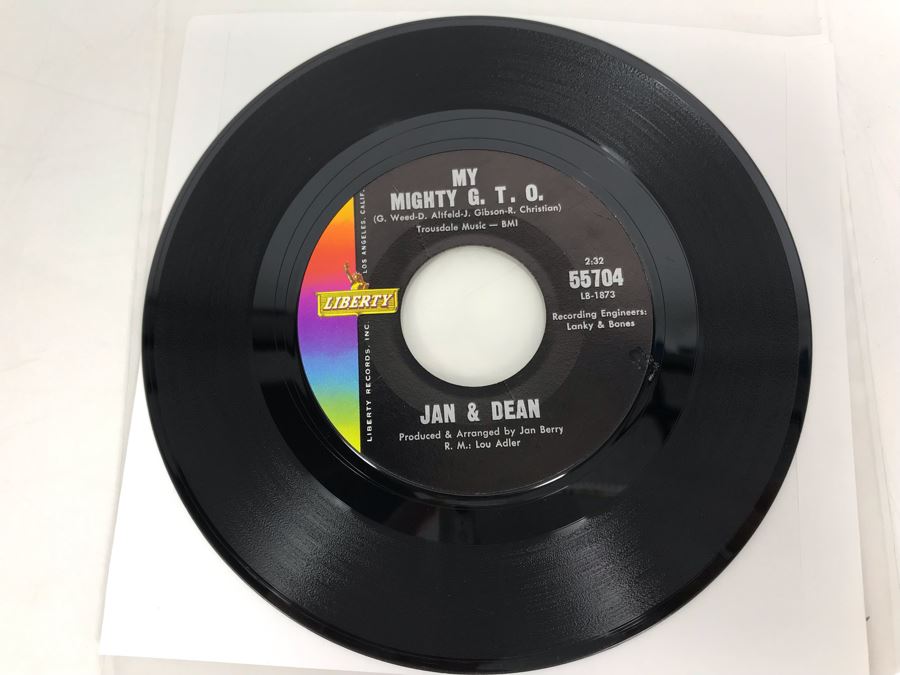 MY
MIGHTY G. T. O.
(G. Weed-D. Altfeld-J. Gibson-R. Christian)
Trousdale Music — BMI
2:32
55704
LB-1873
Recording Engineers:
Lanky & Bones
LIBERTY
LIBERTY RECORDS, INC.
LOS ANGELES, CALIF.
JAN & DEAN
Produced & Arranged by Jan Berry
R. M.: Lou Adler